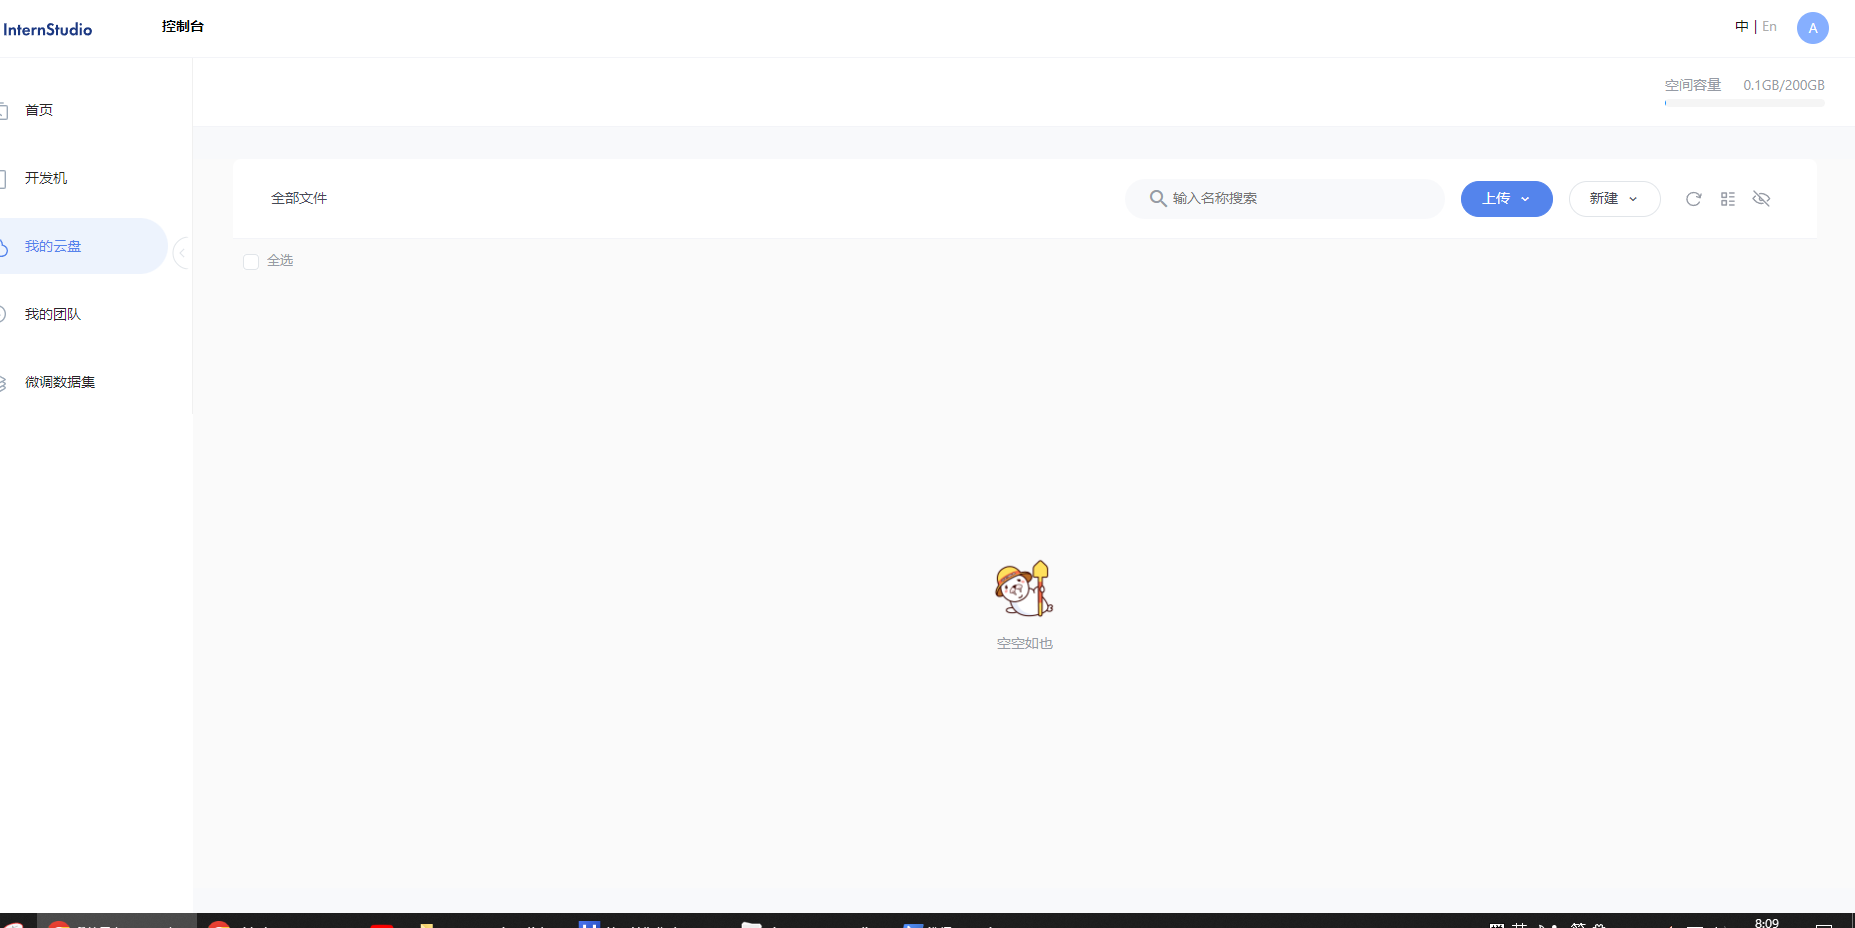 InternStudio
控制台
中 | En
A
空间容量 0.1GB/200GB
首页
开发机
我的云盘
我的团队
微调数据集
全部文件
输入名称搜索
上传
新建
全选
空空如也
8:09